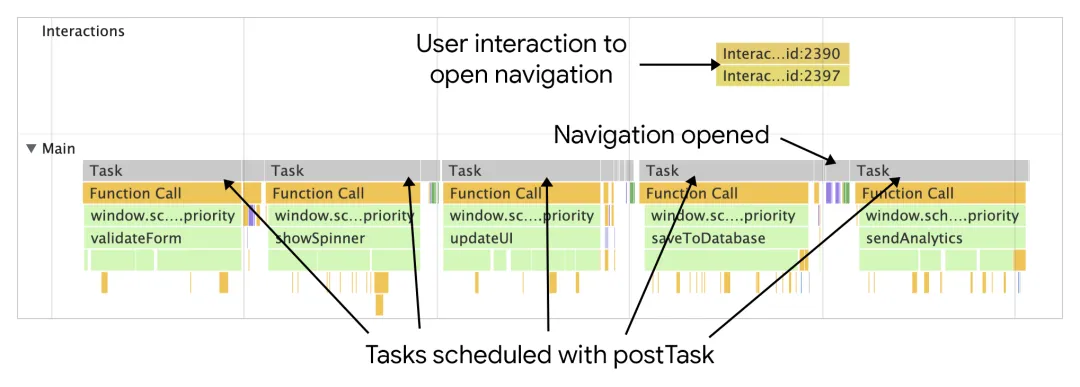 Interactions
User interaction to
open navigation
Interac...id:2390
Interac...id:2397
Navigation opened
▼ Main
Task Task Task Task Task
Function Call Function Call Function Call Function Call Function Call
window.sc....priority window.sc....priority window.sc....priority window.sc....priority window.sch...priority
validateForm showSpinner updateUI saveToDatabase sendAnalytics
Tasks scheduled with postTask